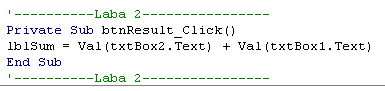 '-----------Laba 2----------------
Private Sub btnResult_Click()
lblSum = Val(txtBox2.Text) + Val(txtBox1.Text)
End Sub
'-----------Laba 2----------------